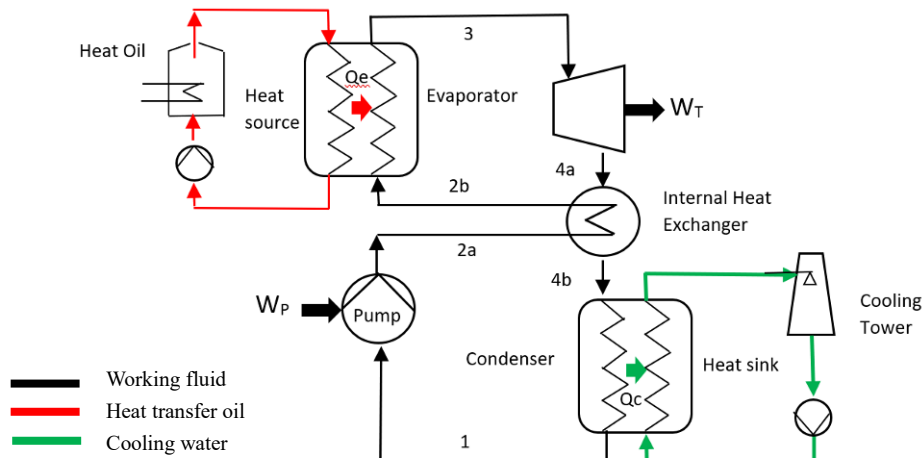 3
Heat Oil
Heat
source
Qe
Evaporator
WT
4a
2b
Internal Heat
Exchanger
2a
4b
WP
Pump
Cooling
Tower
Condenser
Heat sink
Qc
Working fluid
Heat transfer oil
Cooling water
1